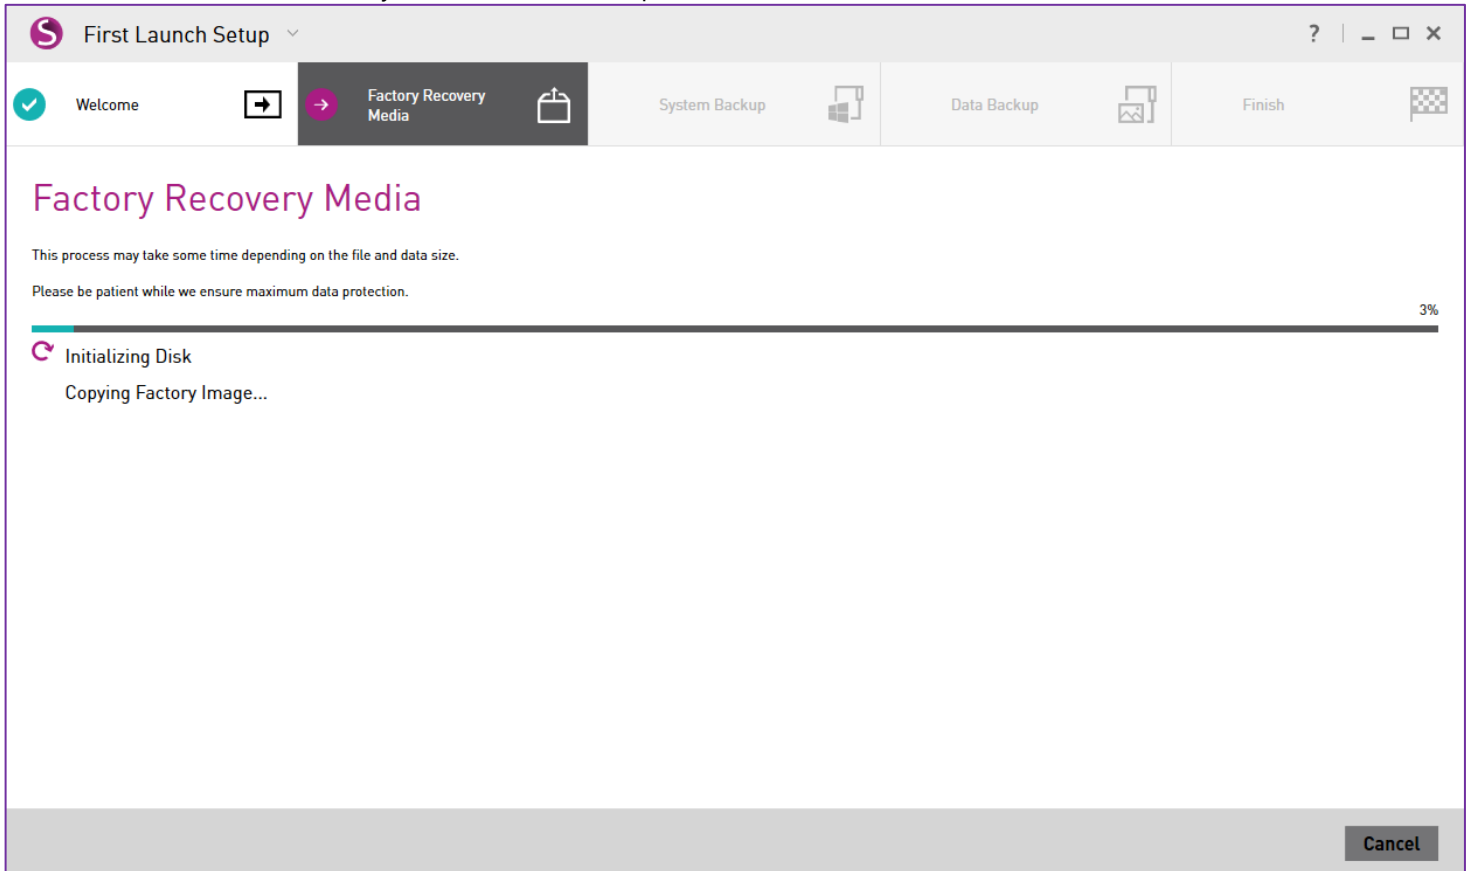 First Launch Setup
?
Welcome
Factory Recovery
Media
System Backup
Data Backup
Finish
Factory Recovery Media
This process may take some time depending on the file and data size.
Please be patient while we ensure maximum data protection.
3%
Initializing Disk
Copying Factory Image...
Cancel